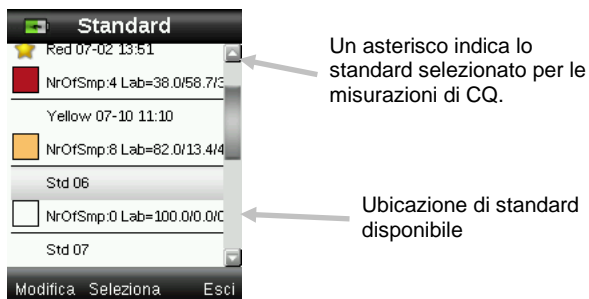 Standard
Red 07-02 13:51
NrOfSmp:4 Lab=38.0/58.7/3
Yellow 07-10 11:10
NrOfSmp:8 Lab=82.0/13.4/4
Std 06
NrOfSmp:0 Lab=100.0/0.0/0
Std 07
Modifica Seleziona Esci
Un asterisco indica lo
standard selezionato per le
misurazioni di CQ.
Ubicazione di standard
disponibile